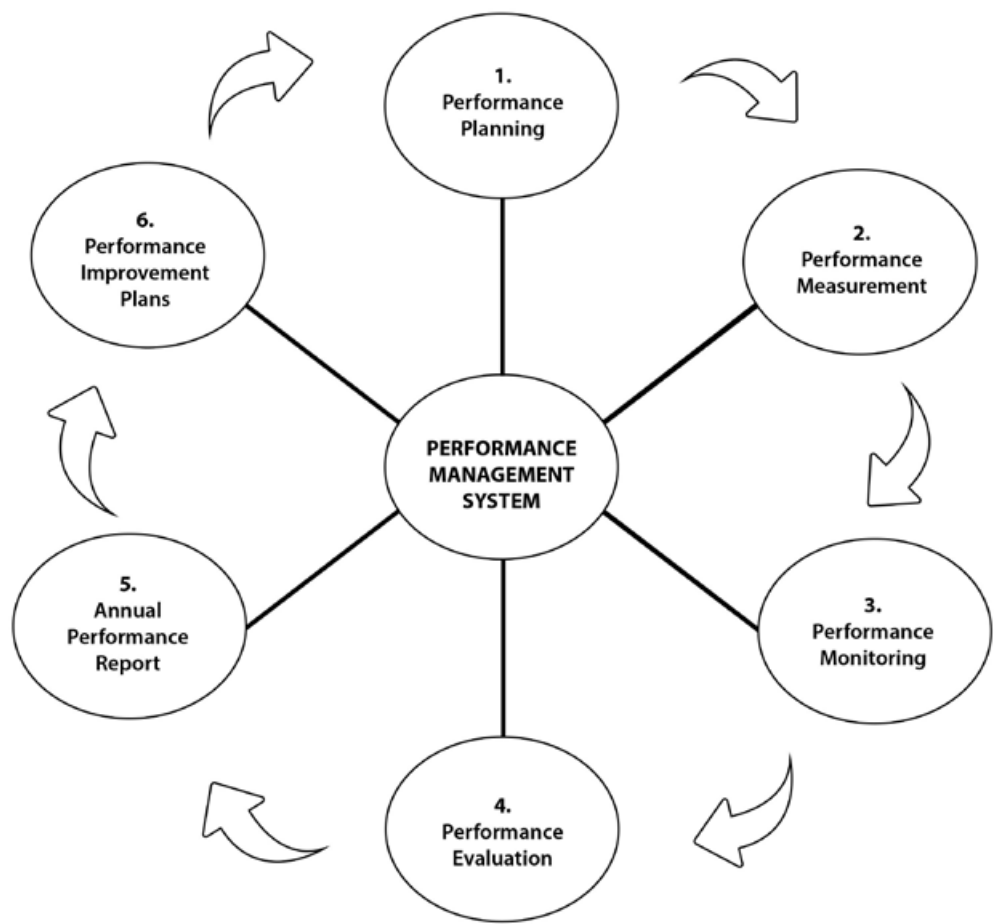 1.
Performance
Planning
2.
Performance
Measurement
3.
Performance
Monitoring
4.
Performance
Evaluation
5.
Annual
Performance
Report
6.
Performance
Improvement
Plans
PERFORMANCE
MANAGEMENT
SYSTEM